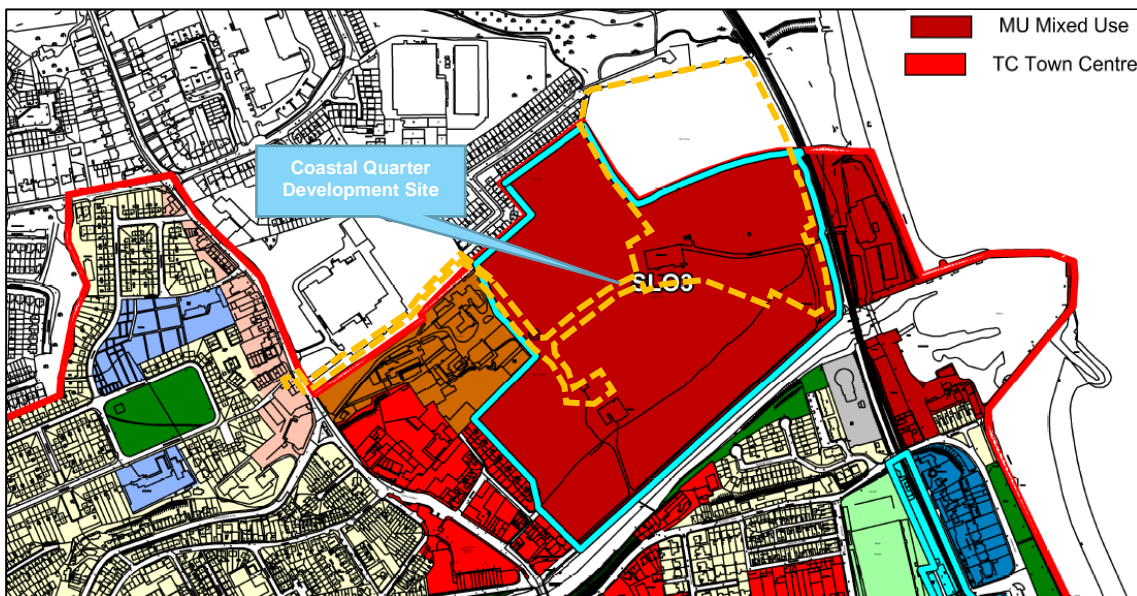 MU Mixed Use
TC Town Centre
Coastal Quarter
Development Site
SLO3